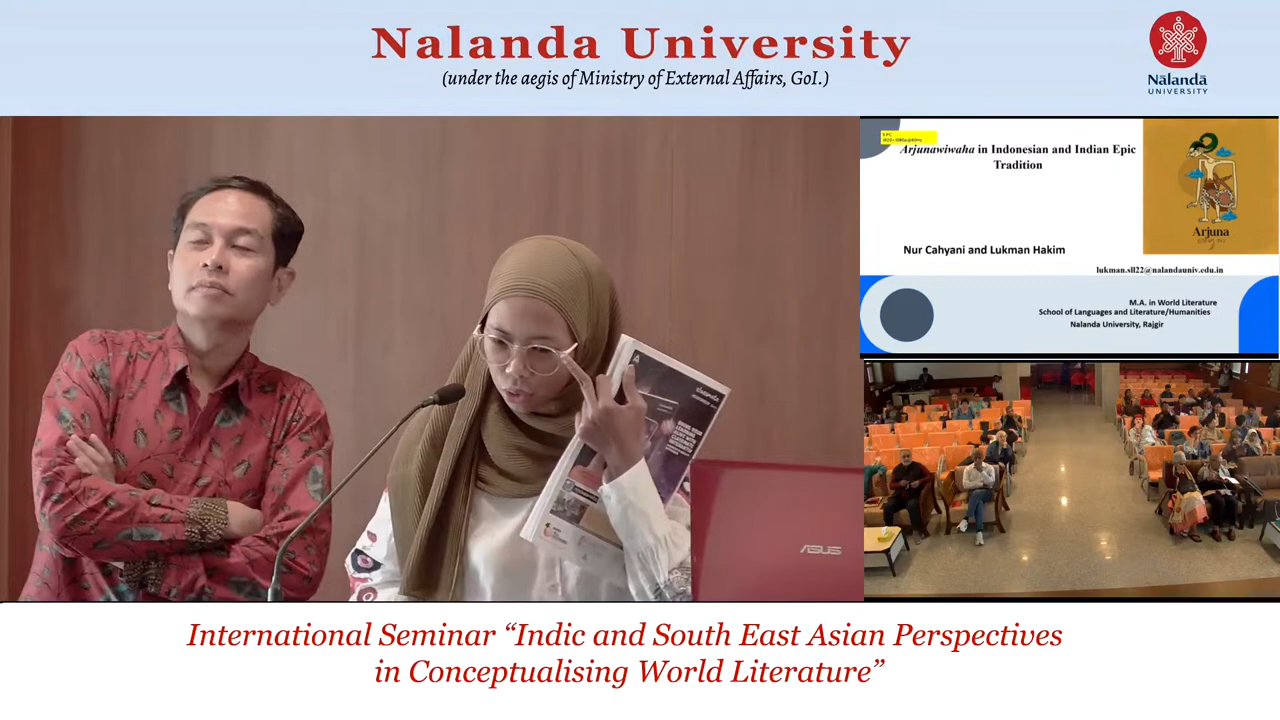 Nalanda University
(under the aegis of Ministry of External Affairs, GoI.)
Nālandā
UNIVERSITY
Arjunawiwaha in Indonesian and Indian Epic
Tradition
Arjuna
Nur Cahyani and Lukman Hakim
lukman.sll22@nalandauniv.edu.in
M.A. in World Literature
School of Languages and Literature/Humanities
Nalanda University, Rajgir
ASUS
International Seminar “Indic and South East Asian Perspectives
in Conceptualising World Literature”